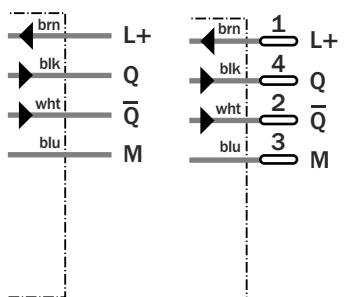 brn L+
blk Q
wht Q̅
blu M
brn 1 L+
blk 4 Q
wht 2 Q̅
blu 3 M